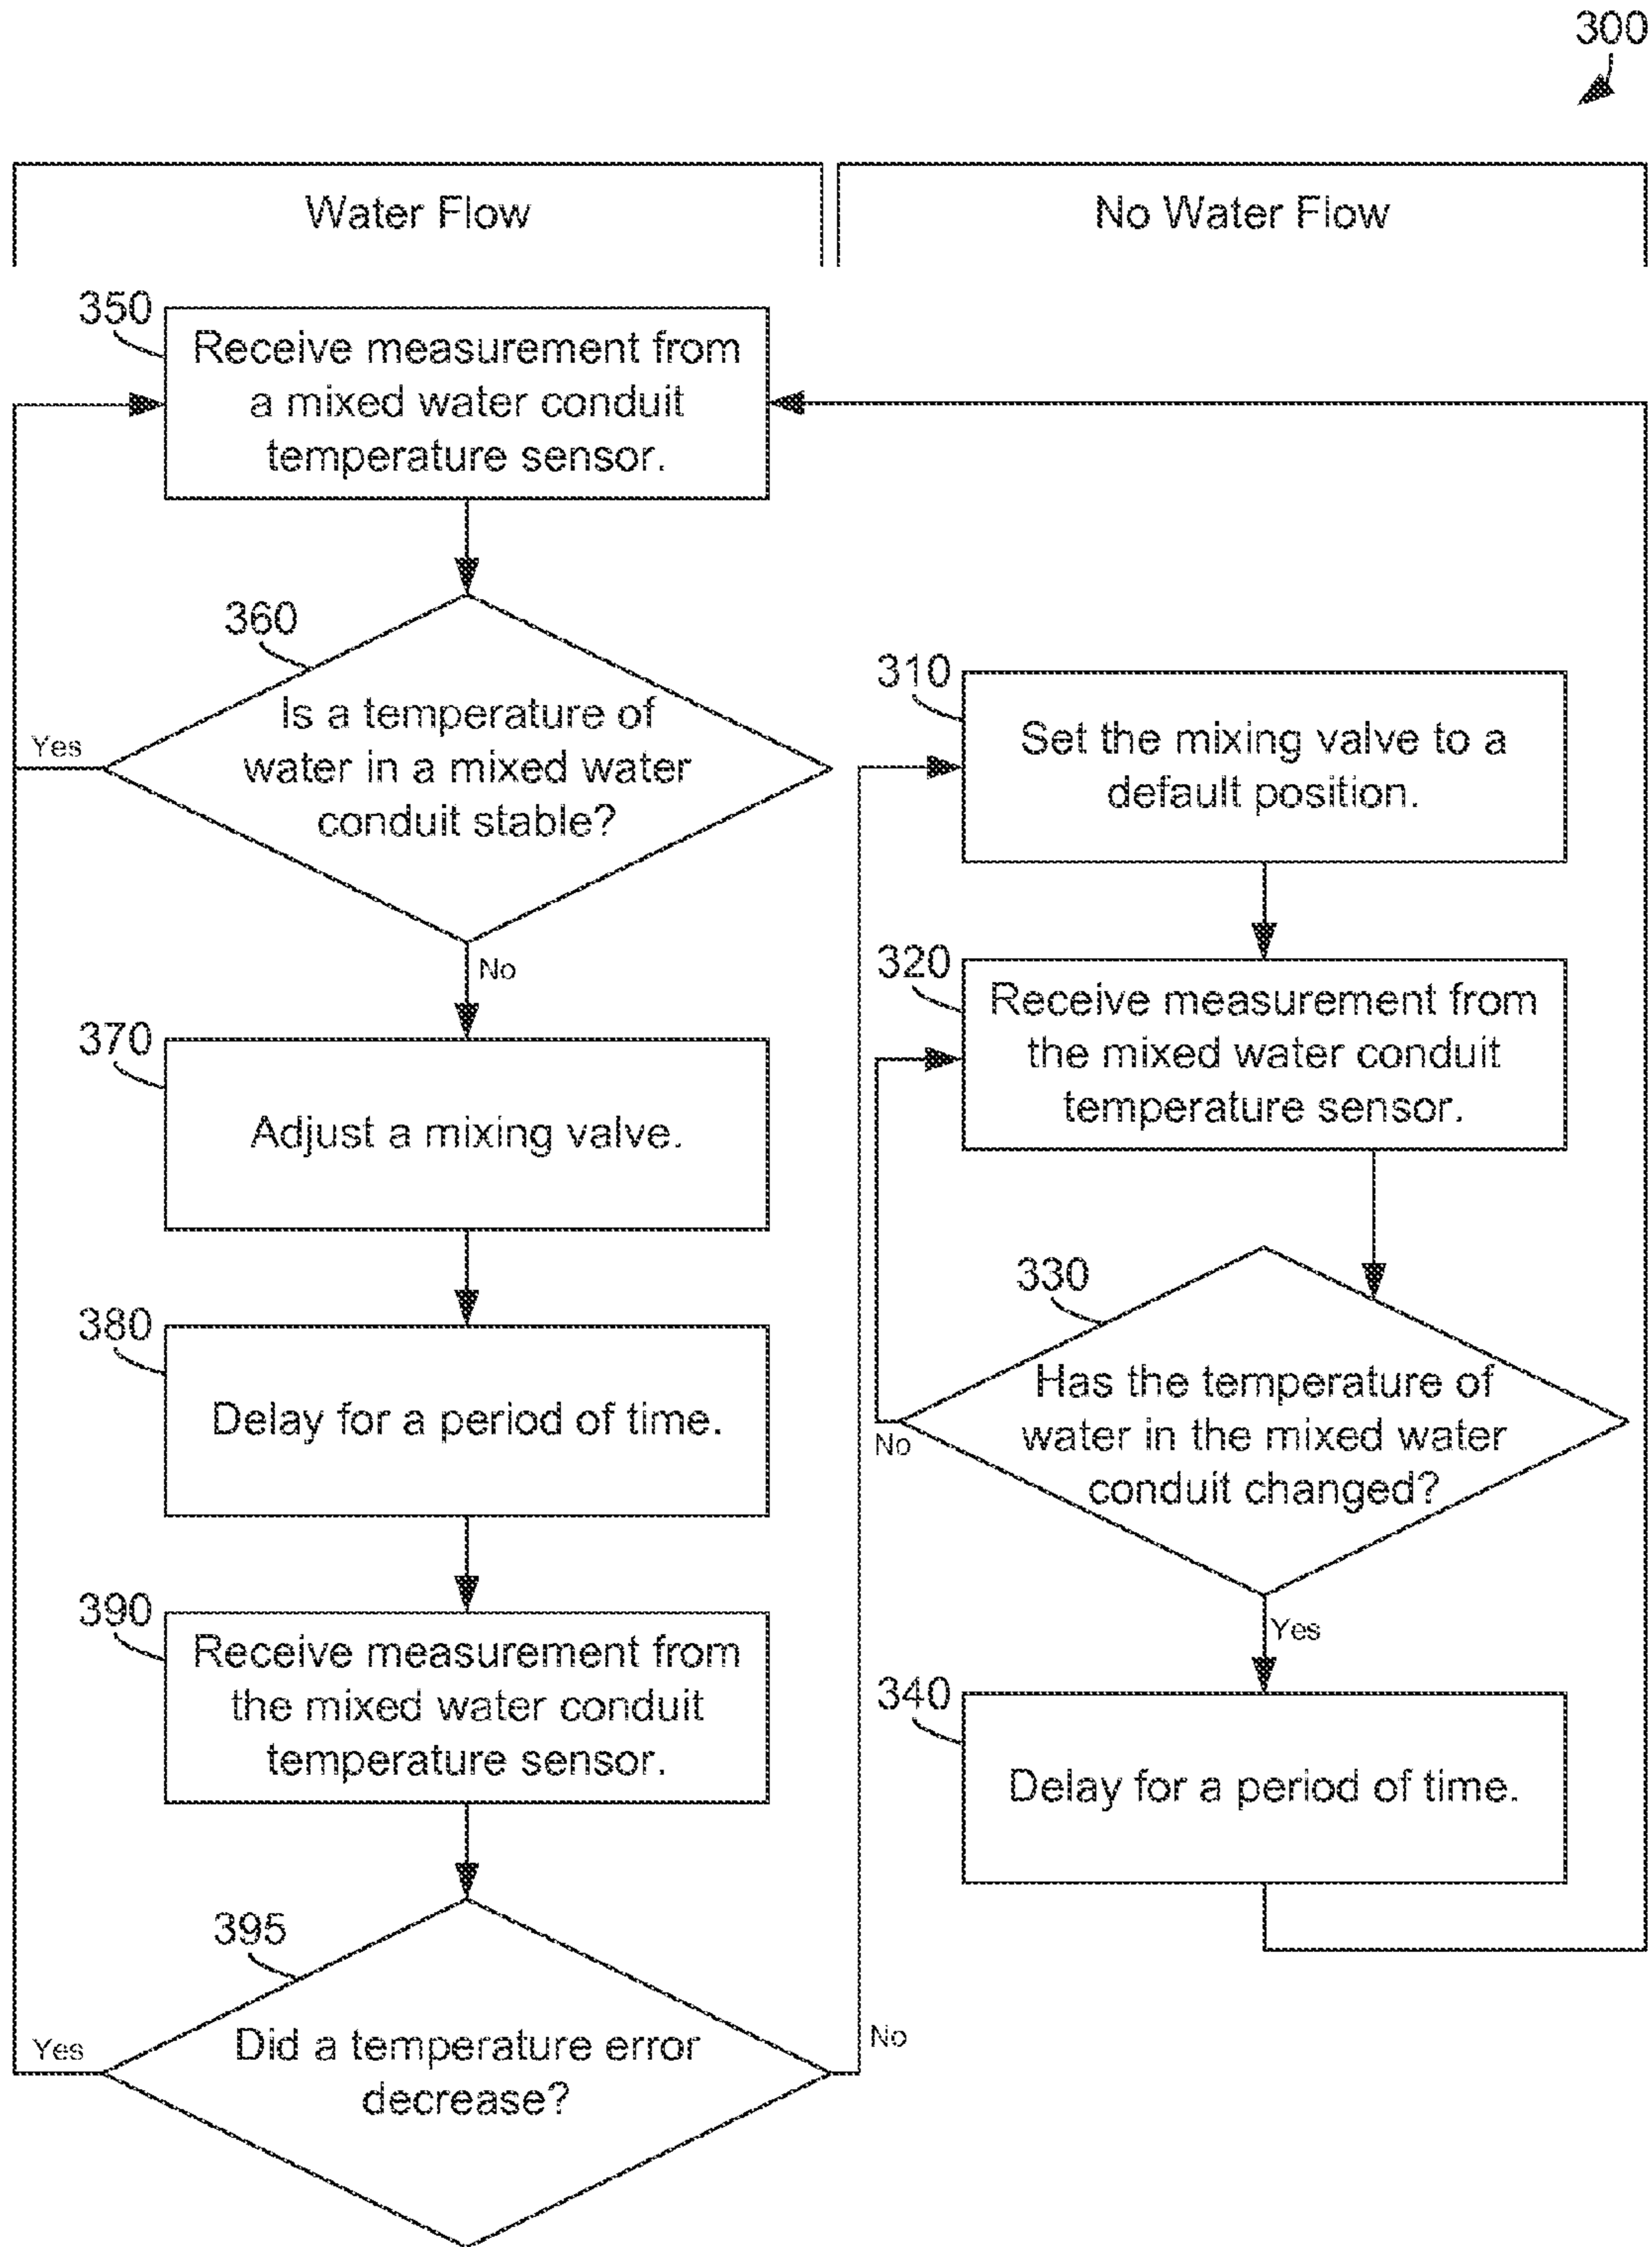 300
Water Flow
No Water Flow
350
Receive measurement from
a mixed water conduit
temperature sensor.
360
Is a temperature of
water in a mixed water
conduit stable?
Yes
No
370
Adjust a mixing valve.
380
Delay for a period of time.
390
Receive measurement from
the mixed water conduit
temperature sensor.
395
Did a temperature error
decrease?
Yes
No
310
Set the mixing valve to a
default position.
320
Receive measurement from
the mixed water conduit
temperature sensor.
330
Has the temperature of
water in the mixed water
conduit changed?
No
Yes
340
Delay for a period of time.